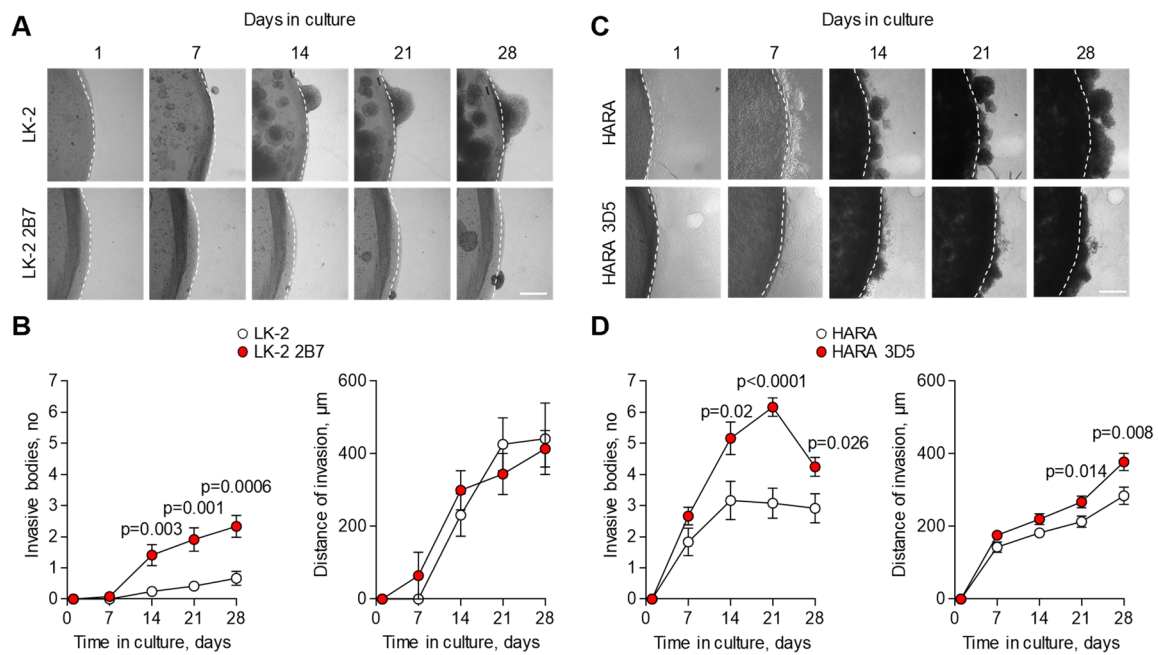 A
Days in culture
1 7 14 21 28
LK-2
LK-2 2B7
C
Days in culture
1 7 14 21 28
HARA
HARA 3D5
B
LK-2
LK-2 2B7
Invasive bodies, no
7
6
5
4
3
2
1
0
p=0.003
p=0.001
p=0.0006
0 7 14 21 28
Time in culture, days
Distance of invasion, µm
600
400
200
0
0 7 14 21 28
Time in culture, days
D
HARA
HARA 3D5
Invasive bodies, no
7
6
5
4
3
2
1
0
p<0.0001
p=0.02
p=0.026
0 7 14 21 28
Time in culture, days
Distance of invasion, µm
600
400
200
0
p=0.008
p=0.014
0 7 14 21 28
Time in culture, days